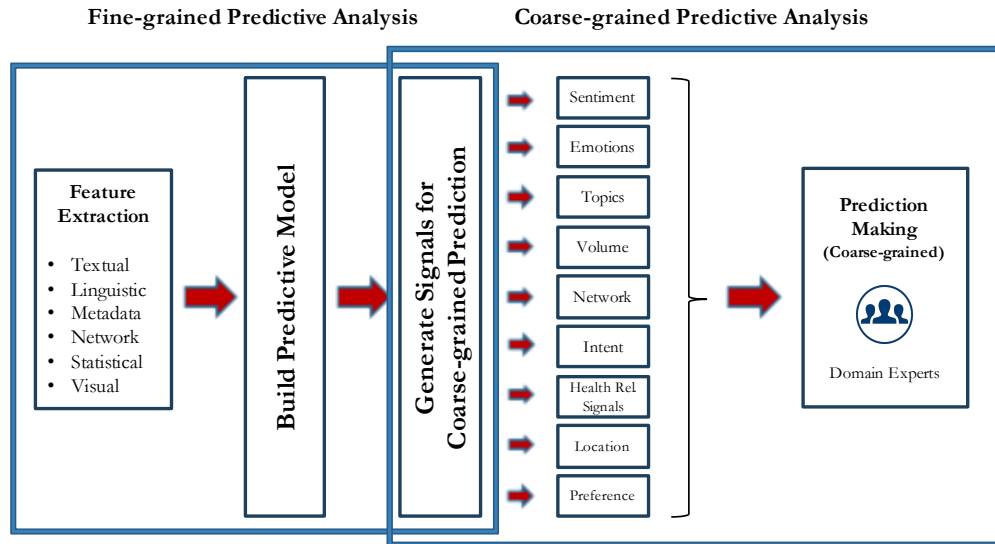 Fine-grained Predictive Analysis
Coarse-grained Predictive Analysis
Feature
Extraction
• Textual
• Linguistic
• Metadata
• Network
• Statistical
• Visual
Build Predictive Model
Generate Signals for
Coarse-grained Prediction
Sentiment
Emotions
Topics
Volume
Network
Intent
Health Rel.
Signals
Location
Preference
Prediction
Making
(Coarse-grained)
Domain Experts